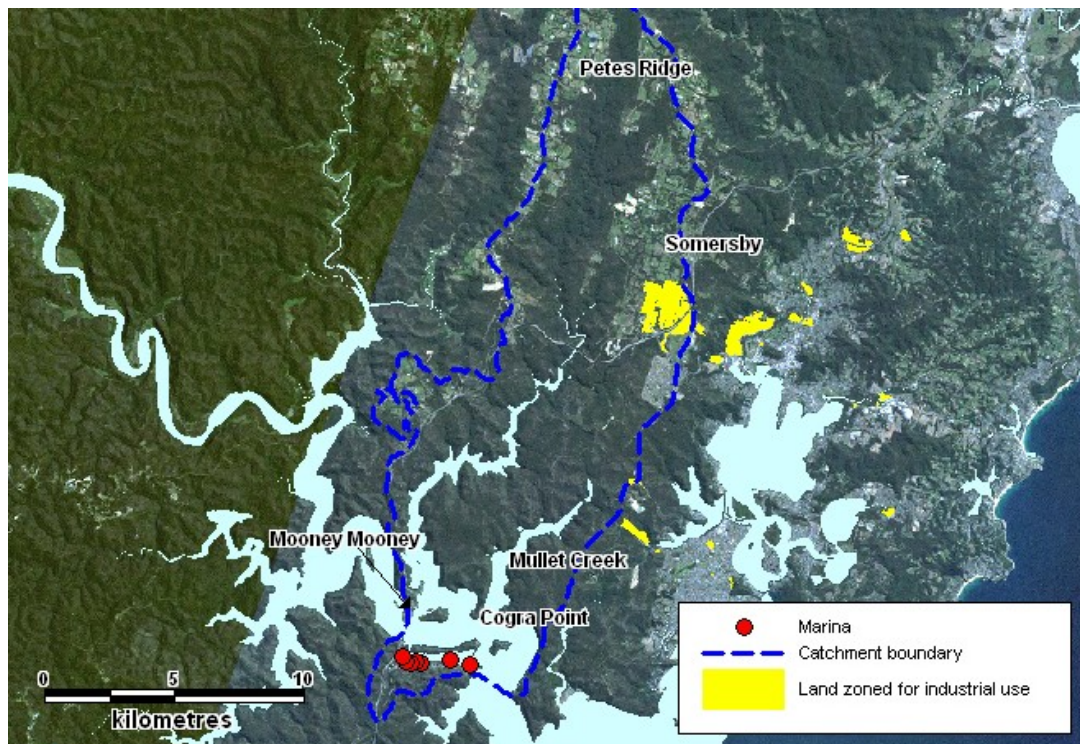 Petes Ridge
Somersby
Mooney Mooney
Mullet Creek
Cogra Point
0 5 10
kilometres
Marina
Catchment boundary
Land zoned for industrial use